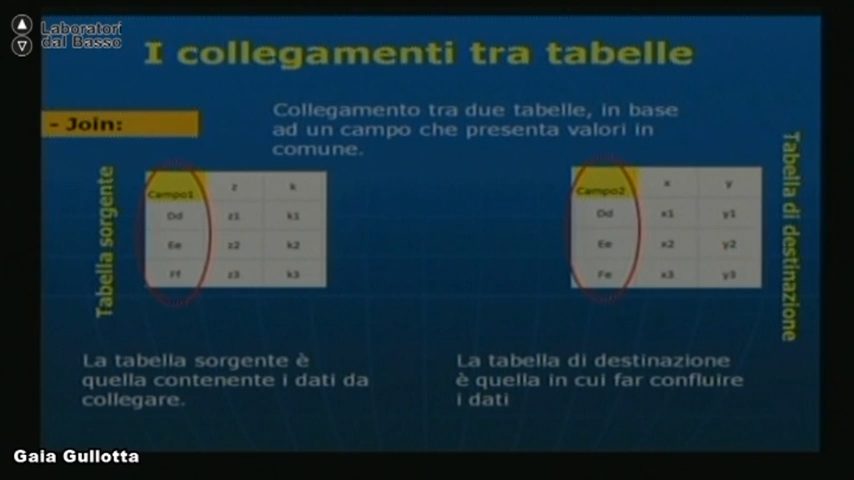 Laboratori
dal Basso
I collegamenti tra tabelle
- Join:
Collegamento tra due tabelle, in base
ad un campo che presenta valori in
comune.
Tabella sorgente
Campo1 z k
Dd z1 k1
Ee z2 k2
Ff z3 k3
Campo2 x y
Dd x1 y1
Ee x2 y2
Fe x3 y3
Tabella di destinazione
La tabella sorgente è
quella contenente i dati da
collegare.
La tabella di destinazione
è quella in cui far confluire
i dati
Gaia Gullotta